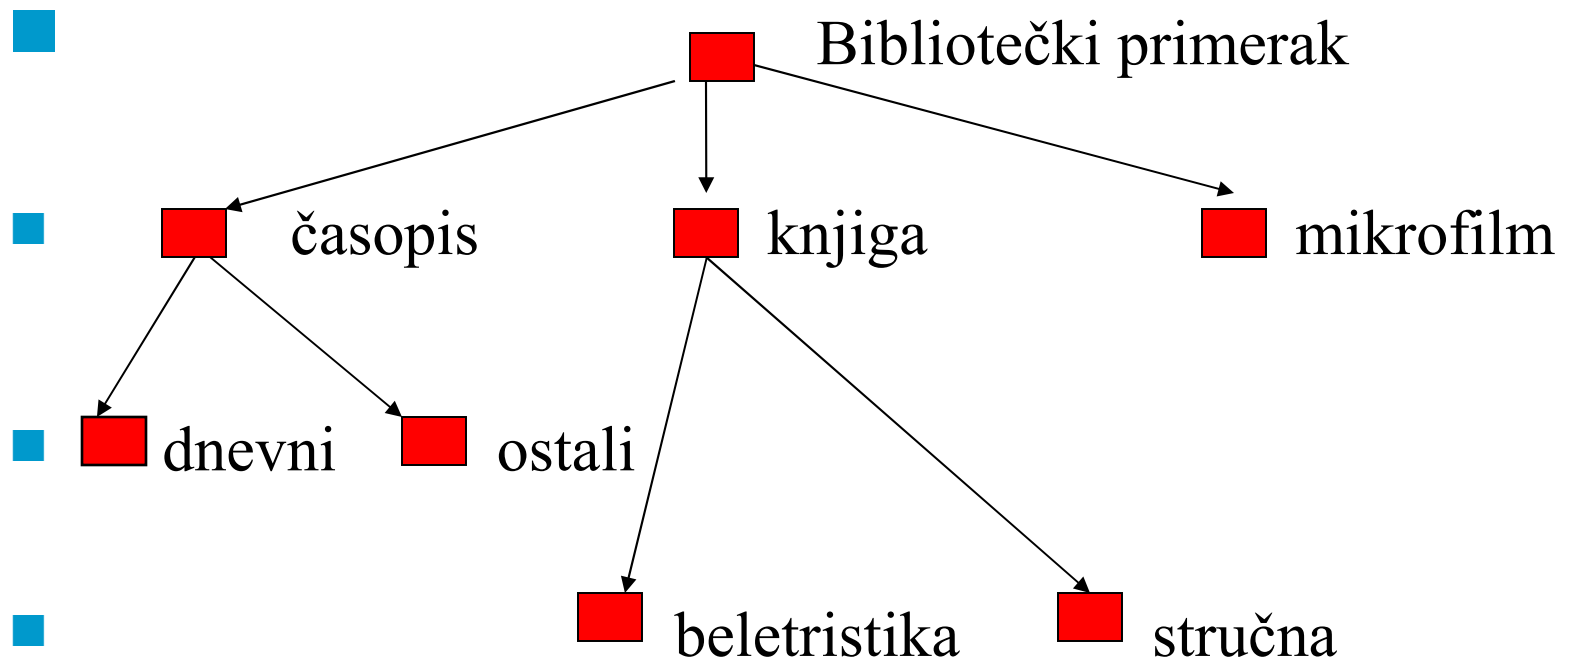 Bibliotečki primerak
časopis knjiga mikrofilm
dnevni ostali
beletristika stručna